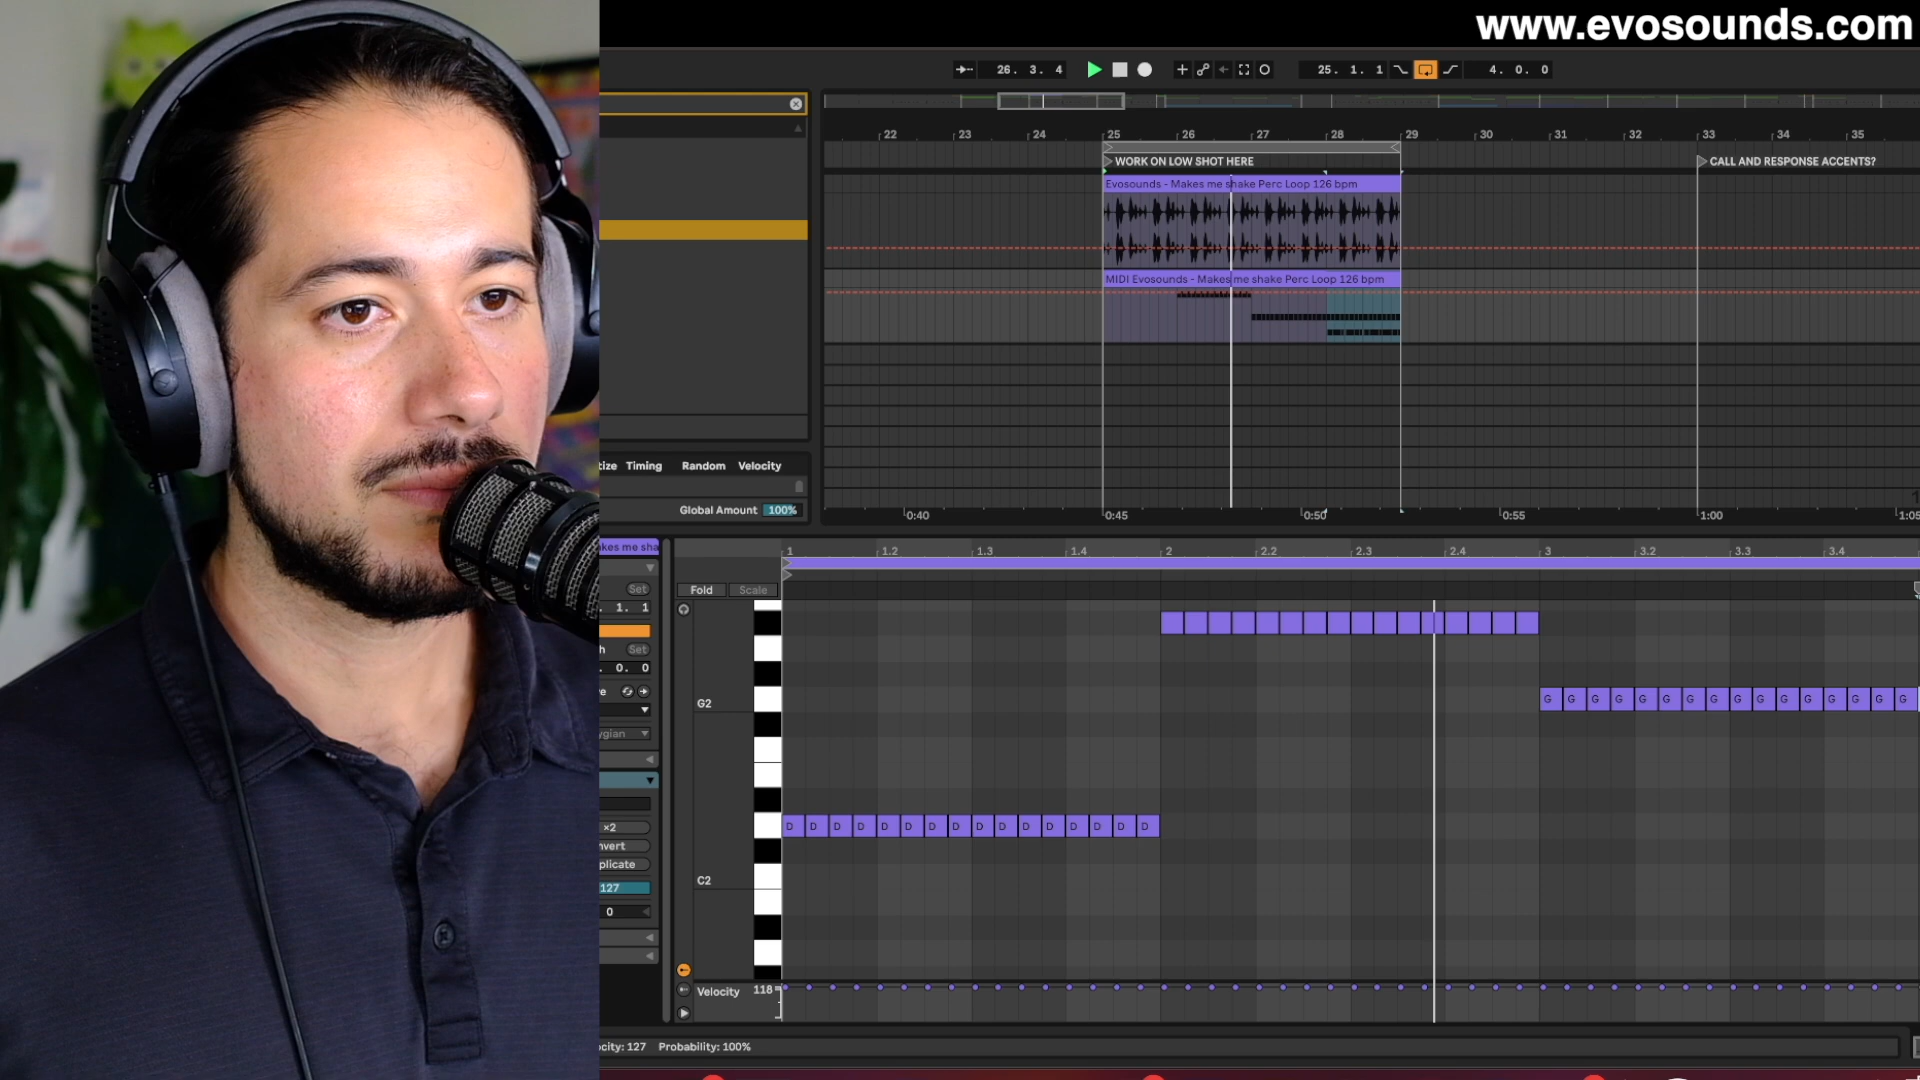 www.evosounds.com
26. 3. 4
25. 1. 1
4. 0. 0
22 23 24 25 26 27 28 29 30 31 32 33 34 35
WORK ON LOW SHOT HERE
CALL AND RESPONSE ACCENTS?
Evosounds - Makes me shake Perc Loop 126 bpm
MIDI Evosounds - Makes me shake Perc Loop 126 bpm
tize Timing Random Velocity
Global Amount 100%
0:40 0:45 0:50 0:55 1:00 1:05
akes me sha
1 1.2 1.3 1.4 2 2.2 2.3 2.4 3 3.2 3.3 3.4
Set
Fold Scale
. 1. 1
h Set
. 0. 0
G2
G G G G G G G G G G G G G G G G
ygian
D D D D D D D D D D D D D D D D
×2
nvert
plicate
C2
127
0
Velocity 118
ocity: 127 Probability: 100%